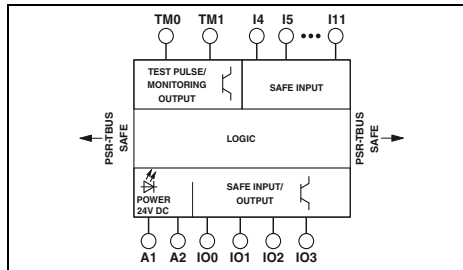 TM0 TM1 I4 I5 ••• I11
TEST PULSE/
MONITORING
OUTPUT
SAFE INPUT
PSR-TBUS
SAFE
LOGIC
PSR-TBUS
SAFE
POWER
24V DC
SAFE INPUT/
OUTPUT
A1 A2 IO0 IO1 IO2 IO3